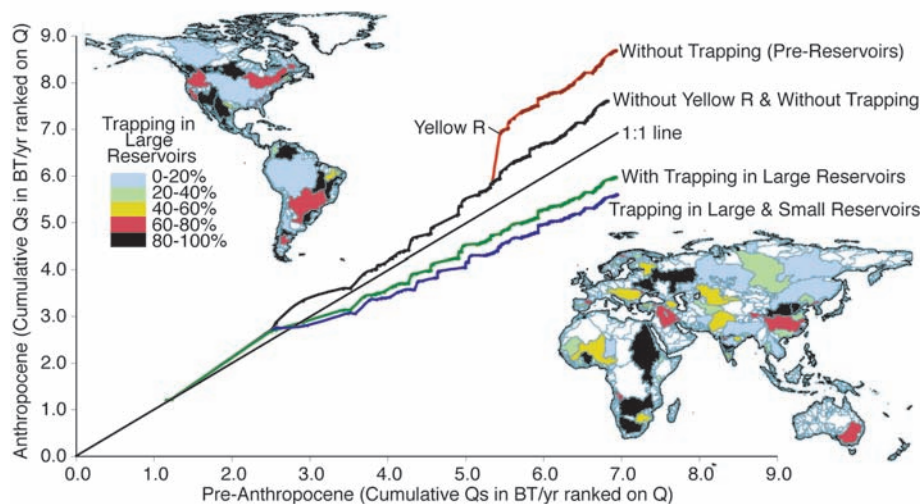 Anthropocene (Cumulative Qs in BT/yr ranked on Q)
9.0
8.0
7.0
6.0
5.0
4.0
3.0
2.0
1.0
0.0
Trapping in
Large
Reservoirs
0-20%
20-40%
40-60%
60-80%
80-100%
Without Trapping (Pre-Reservoirs)
Yellow R
Without Yellow R & Without Trapping
1:1 line
With Trapping in Large Reservoirs
Trapping in Large & Small Reservoirs
0.0 1.0 2.0 3.0 4.0 5.0 6.0 7.0 8.0 9.0
Pre-Anthropocene (Cumulative Qs in BT/yr ranked on Q)